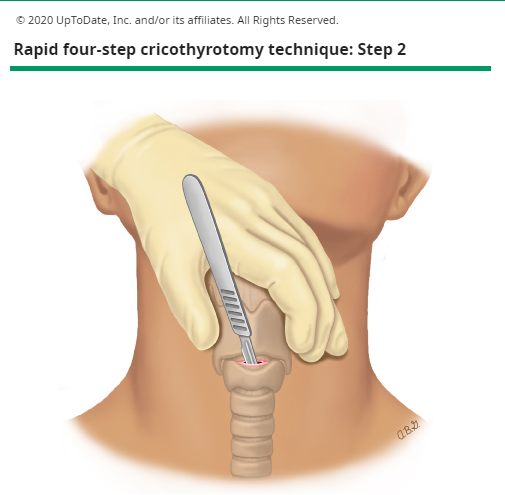 © 2020 UpToDate, Inc. and/or its affiliates. All Rights Reserved.
Rapid four-step cricothyrotomy technique: Step 2